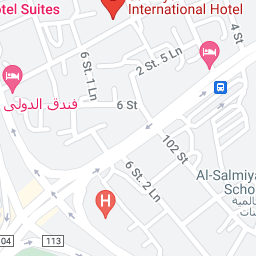 otel Suites
International Hotel
4 St
6 St. 1 Ln
2 St. 5 Ln
فندق الدولي
6 St
102 St
6 St. 2 Ln
Al-Salmiya
Schoo
H
04
113